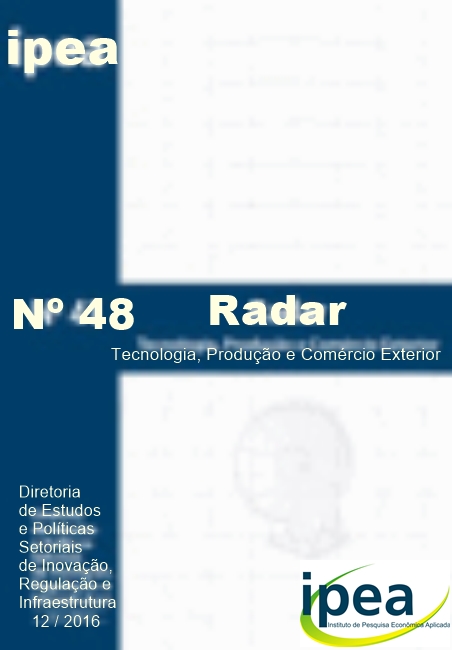 ipea
Nº 48
Radar
Tecnologia, Produção e Comércio Exterior
Diretoria
de Estudos
e Políticas
Setoriais
de Inovação,
Regulação e
Infraestrutura
12 / 2016
ipea
Instituto de Pesquisa Econômica Aplicada